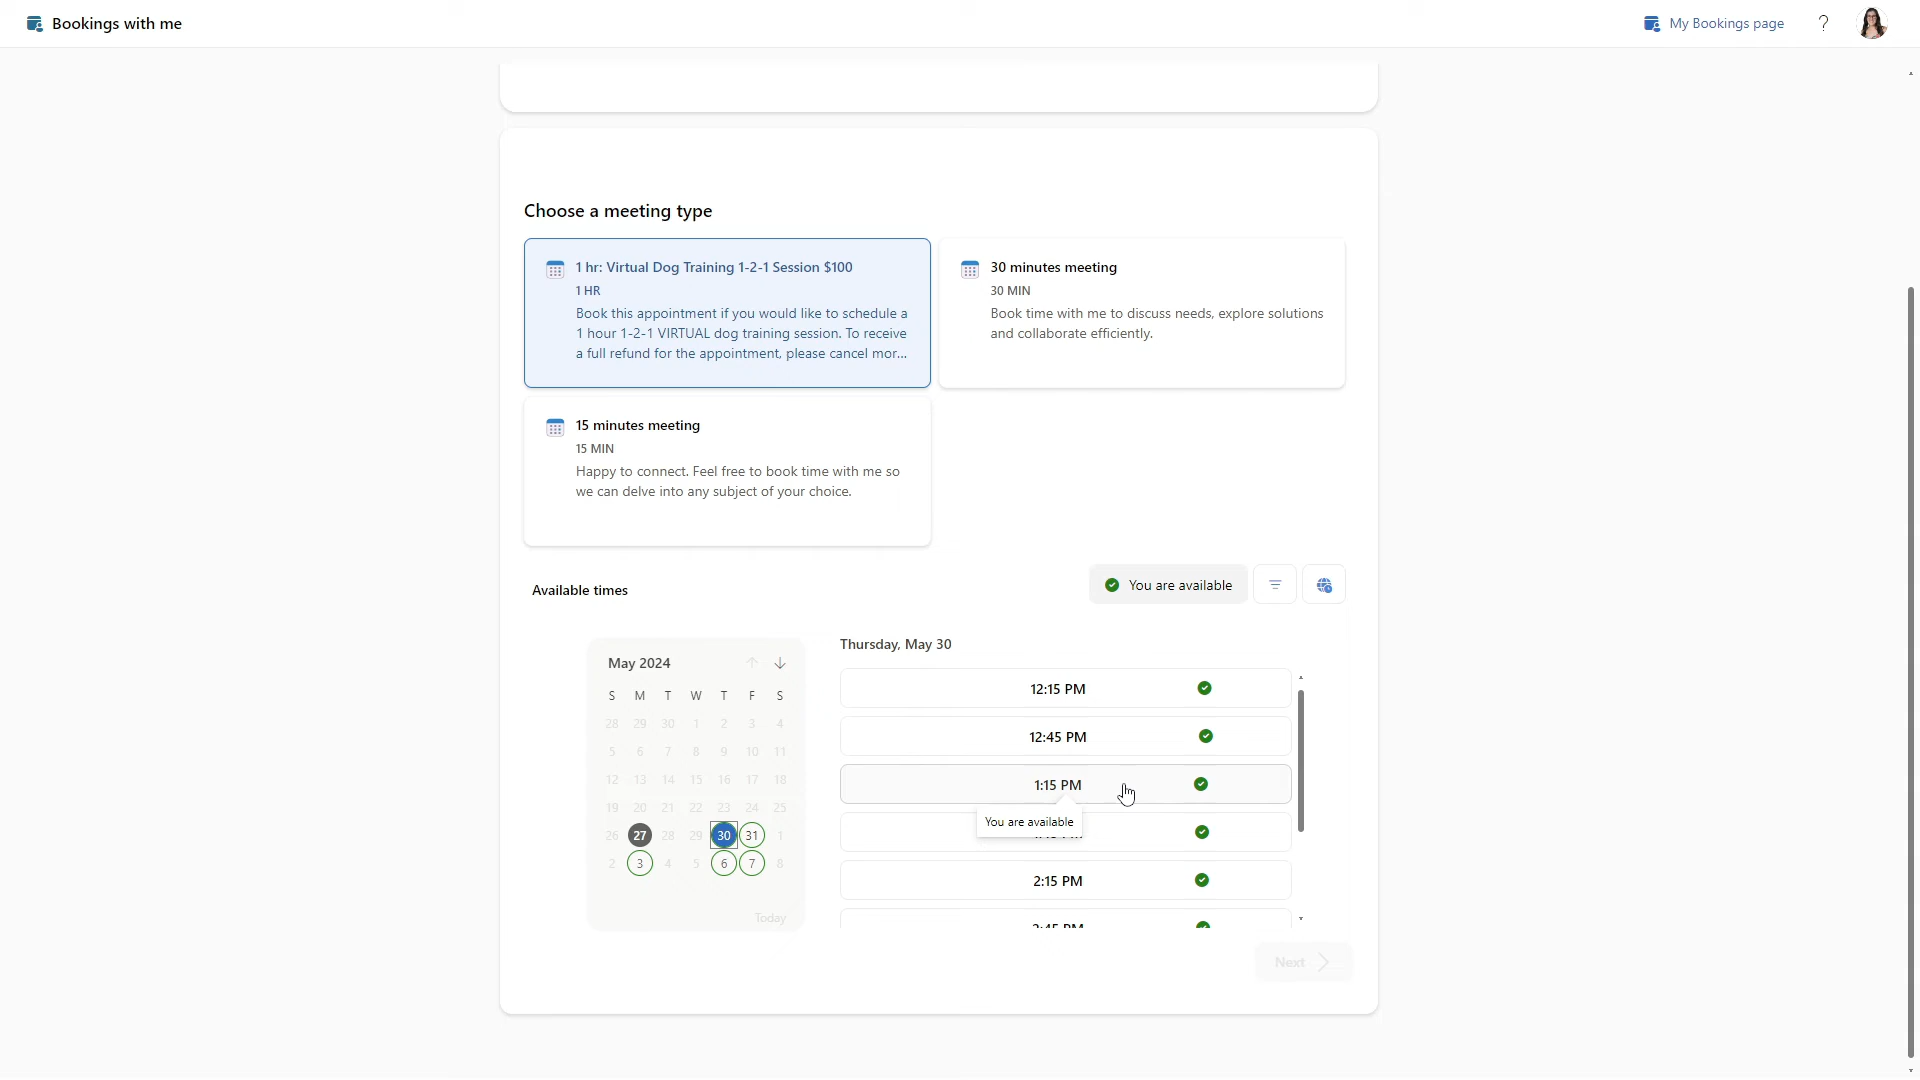 Bookings with me
My Bookings page
?
Choose a meeting type
1 hr: Virtual Dog Training 1-2-1 Session $100
1 HR
Book this appointment if you would like to schedule a
1 hour 1-2-1 VIRTUAL dog training session. To receive
a full refund for the appointment, please cancel mor...
30 minutes meeting
30 MIN
Book time with me to discuss needs, explore solutions
and collaborate efficiently.
15 minutes meeting
15 MIN
Happy to connect. Feel free to book time with me so
we can delve into any subject of your choice.
Available times
You are available
May 2024
S M T W T F S
28 29 30 1 2 3 4
5 6 7 8 9 10 11
12 13 14 15 16 17 18
19 20 21 22 23 24 25
26 27 28 29 30 31 1
2 3 4 5 6 7 8
Today
Thursday, May 30
12:15 PM
12:45 PM
1:15 PM
You are available
2:15 PM
2:45 PM
Next